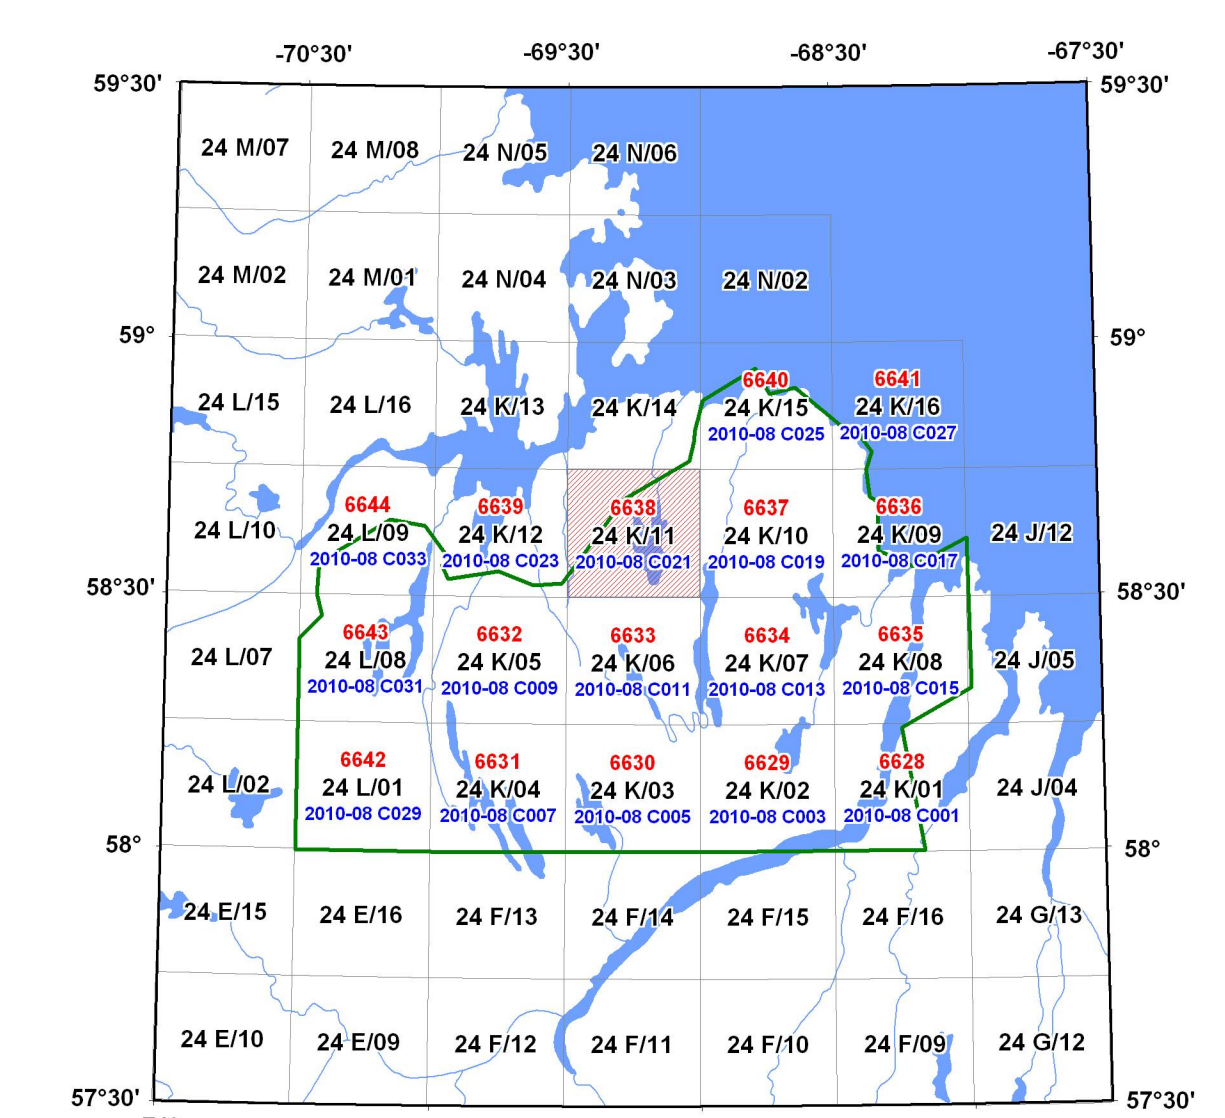 -70°30' -69°30' -68°30' -67°30'
59°30' 59°30'
24 M/07 24 M/08 24 N/05 24 N/06
24 M/02 24 M/01 24 N/04 24 N/03 24 N/02
59° 59°
6640 6641
24 L/15 24 L/16 24 K/13 24 K/14 24 K/15 24 K/16
2010-08 C025 2010-08 C027
6644 6639 6638 6637 6636
24 L/10 24 L/09 24 K/12 24 K/11 24 K/10 24 K/09 24 J/12
2010-08 C033 2010-08 C023 2010-08 C021 2010-08 C019 2010-08 C017
58°30' 58°30'
6643 6632 6633 6634 6635
24 L/07 24 L/08 24 K/05 24 K/06 24 K/07 24 K/08 24 J/05
2010-08 C031 2010-08 C009 2010-08 C011 2010-08 C013 2010-08 C015
6642 6631 6630 6629 6628
24 L/02 24 L/01 24 K/04 24 K/03 24 K/02 24 K/01 24 J/04
2010-08 C029 2010-08 C007 2010-08 C005 2010-08 C003 2010-08 C001
58° 58°
24 E/15 24 E/16 24 F/13 24 F/14 24 F/15 24 F/16 24 G/13
24 E/10 24 E/09 24 F/12 24 F/11 24 F/10 24 F/09 24 G/12
57°30' 57°30'